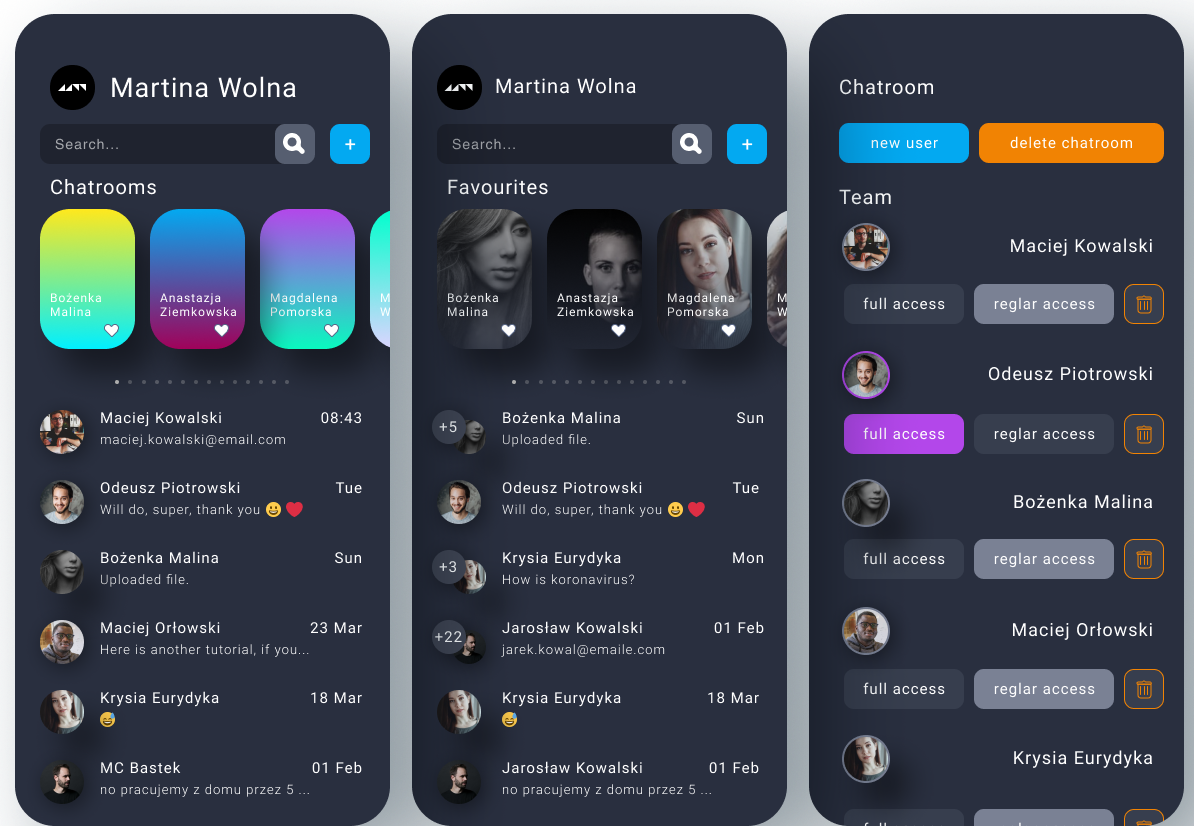 Martina Wolna
Search...
+
Chatrooms
Bożenka
Malina
Anastazja
Ziemkowska
Magdalena
Pomorska
M
W
Maciej Kowalski 08:43
maciej.kowalski@email.com
Odeusz Piotrowski Tue
Will do, super, thank you 😀 ❤️
Bożenka Malina Sun
Uploaded file.
Maciej Orłowski 23 Mar
Here is another tutorial, if you...
Krysia Eurydyka 18 Mar
😅
MC Bastek 01 Feb
no pracujemy z domu przez 5 ...
Martina Wolna
Search...
+
Favourites
Bożenka
Malina
Anastazja
Ziemkowska
Magdalena
Pomorska
M
W
+5
Bożenka Malina Sun
Uploaded file.
Odeusz Piotrowski Tue
Will do, super, thank you 😀 ❤️
+3
Krysia Eurydyka Mon
How is koronavirus?
+22
Jarosław Kowalski 01 Feb
jarek.kowal@emaile.com
Krysia Eurydyka 18 Mar
😅
Jarosław Kowalski 01 Feb
no pracujemy z domu przez 5 ...
Chatroom
new user delete chatroom
Team
Maciej Kowalski
full access reglar access
Odeusz Piotrowski
full access reglar access
Bożenka Malina
full access reglar access
Maciej Orłowski
full access reglar access
Krysia Eurydyka
full access reglar access